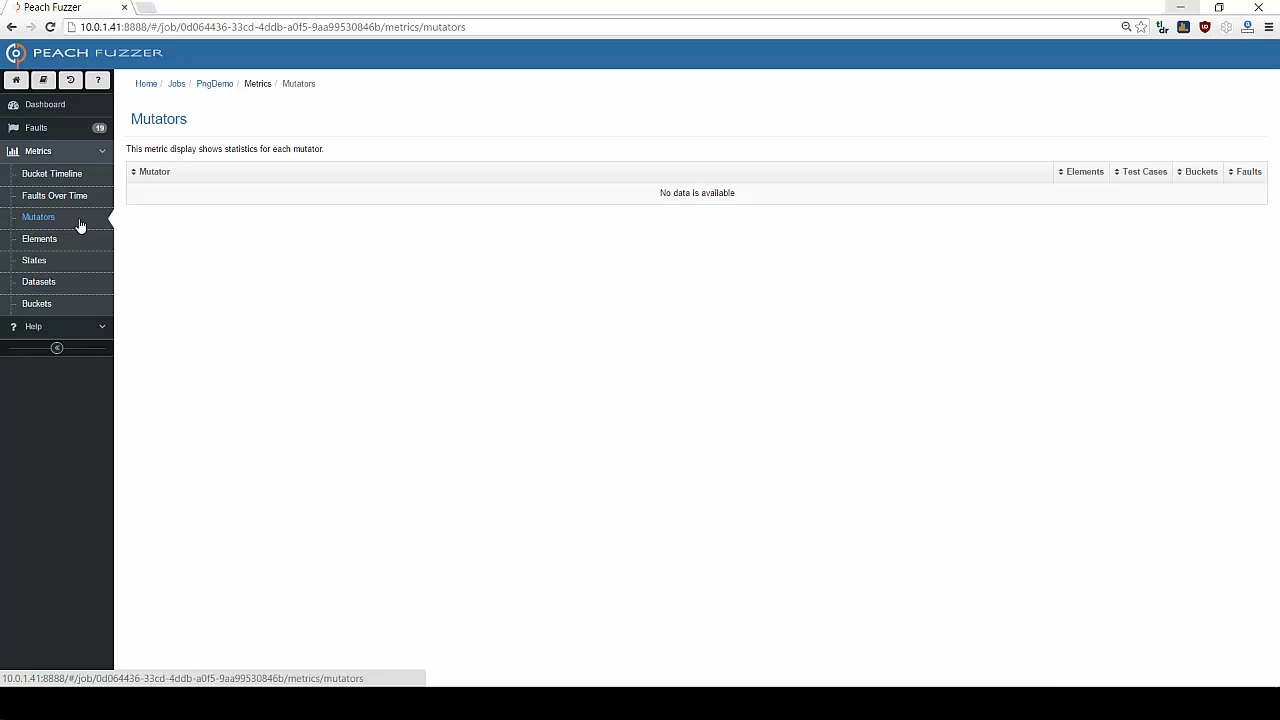 Peach Fuzzer
10.0.1.41:8888/#/job/0d064436-33cd-4ddb-a0f5-9aa99530846b/metrics/mutators
tl;dr
PEACH FUZZER
?
Home / Jobs / PngDemo / Metrics / Mutators
Dashboard
Faults 19
Metrics
Bucket Timeline
Faults Over Time
Mutators
Elements
States
Datasets
Buckets
? Help
Mutators
This metric display shows statistics for each mutator.
Mutator Elements Test Cases Buckets Faults
No data is available
10.0.1.41:8888/#/job/0d064436-33cd-4ddb-a0f5-9aa99530846b/metrics/mutators